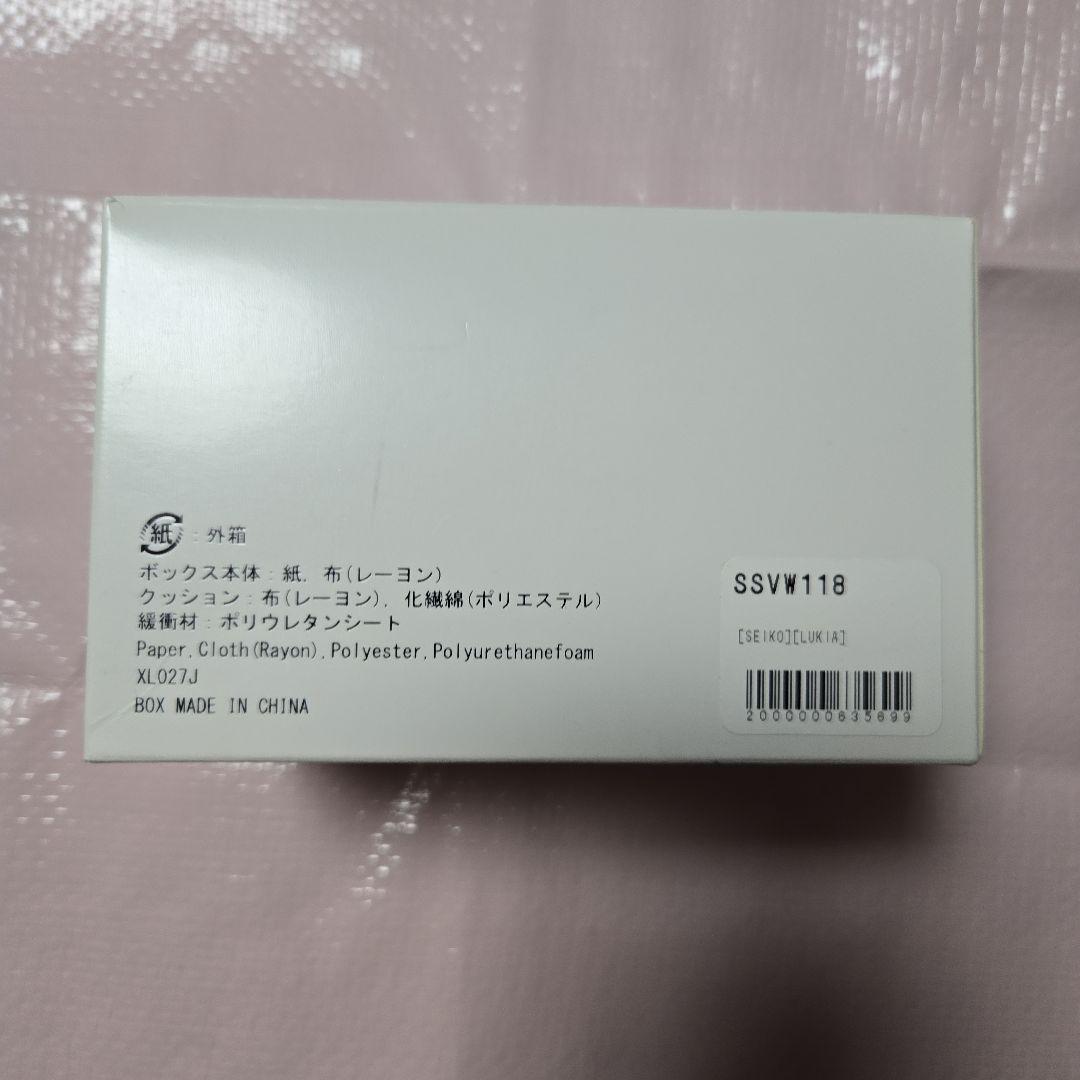 紙 : 外箱
ボックス本体 : 紙, 布(レーヨン)
クッション : 布(レーヨン), 化繊綿(ポリエステル)
緩衝材 : ポリウレタンシート
Paper,Cloth(Rayon),Polyester,Polyurethanefoam
XL027J
BOX MADE IN CHINA
SSVW118
[SEIKO][LUKIA]
2000000635699